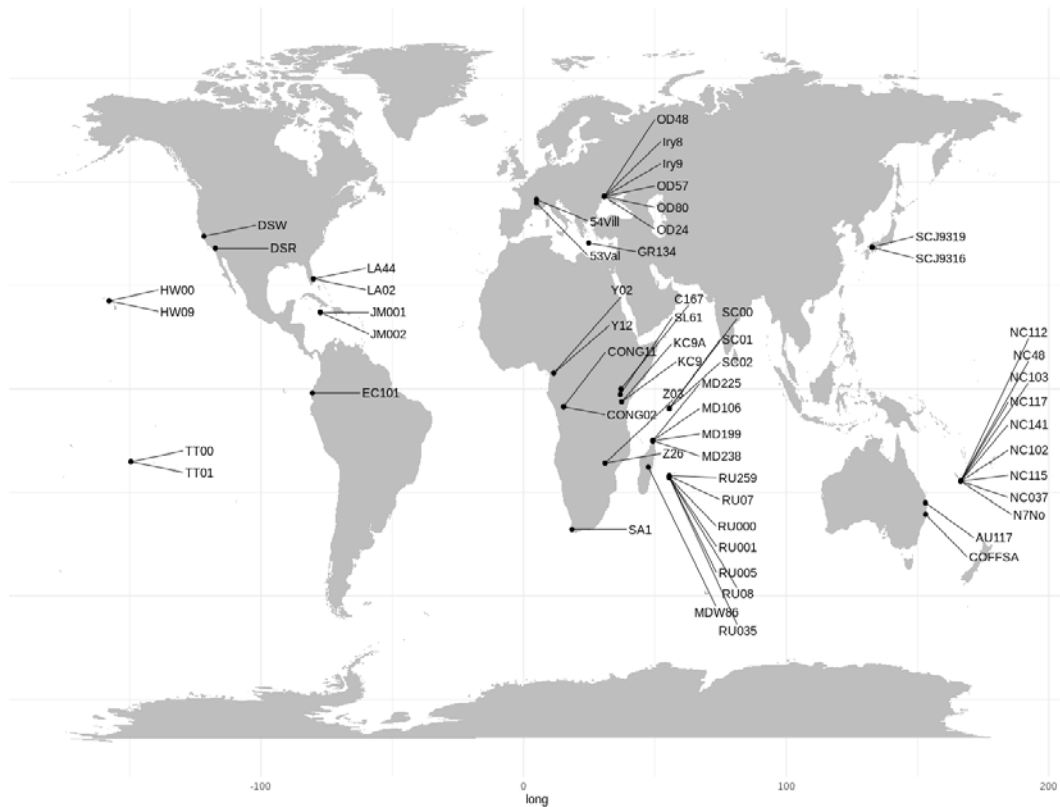 OD48
Iry8
Iry9
OD57
OD80
OD24
54Vill
53Val
GR134
DSW
DSR
SCJ9319
SCJ9316
LA44
LA02
HW00
HW09
JM001
JM002
Y02
Y12
C167
SL61
SC00
SC01
SC02
KC9A
KC9
CONG11
CONG02
EC101
Z03
MD225
MD106
MD199
MD238
Z26
NC112
NC48
NC103
NC117
NC141
NC102
NC115
NC037
N7No
TT00
TT01
RU259
RU07
RU000
RU001
RU005
RU08
MDW86
RU035
SA1
AU117
COFFSA
-100
0
100
200
long